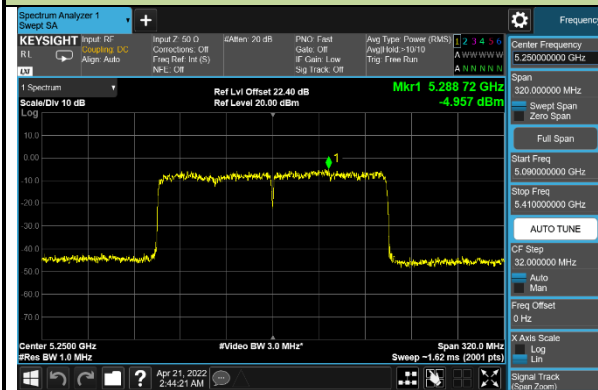 Spectrum Analyzer 1
Swept SA
+
Frequency
KEYSIGHT
RL
LXI
Input: RF
Coupling: DC
Align: Auto
Input Z: 50 Ω
Corrections: Off
Freq Ref: Int (S)
NFE: Off
#Atten: 20 dB
PNO: Fast
Gate: Off
IF Gain: Low
Sig Track: Off
Avg Type: Power (RMS)
Avg|Hold:>10/10
Trig: Free Run
1 2 3 4 5 6
A W W W W W
A N N N N N
1 Spectrum
Scale/Div 10 dB
Log
Ref Lvl Offset 22.40 dB
Ref Level 20.00 dBm
Mkr1 5.288 72 GHz
-4.957 dBm
10.0
0.00
-10.0
-20.0
-30.0
-40.0
-50.0
-60.0
-70.0
1
Center 5.2500 GHz
#Res BW 1.0 MHz
#Video BW 3.0 MHz*
Span 320.0 MHz
Sweep ~1.62 ms (2001 pts)
Center Frequency
5.250000000 GHz
Span
320.000000 MHz
Swept Span
Zero Span
Full Span
Start Freq
5.090000000 GHz
Stop Freq
5.410000000 GHz
AUTO TUNE
CF Step
32.000000 MHz
Auto
Man
Freq Offset
0 Hz
X Axis Scale
Log
Lin
Signal Track
(Span Zoom)
?
Apr 21, 2022
2:44:21 AM